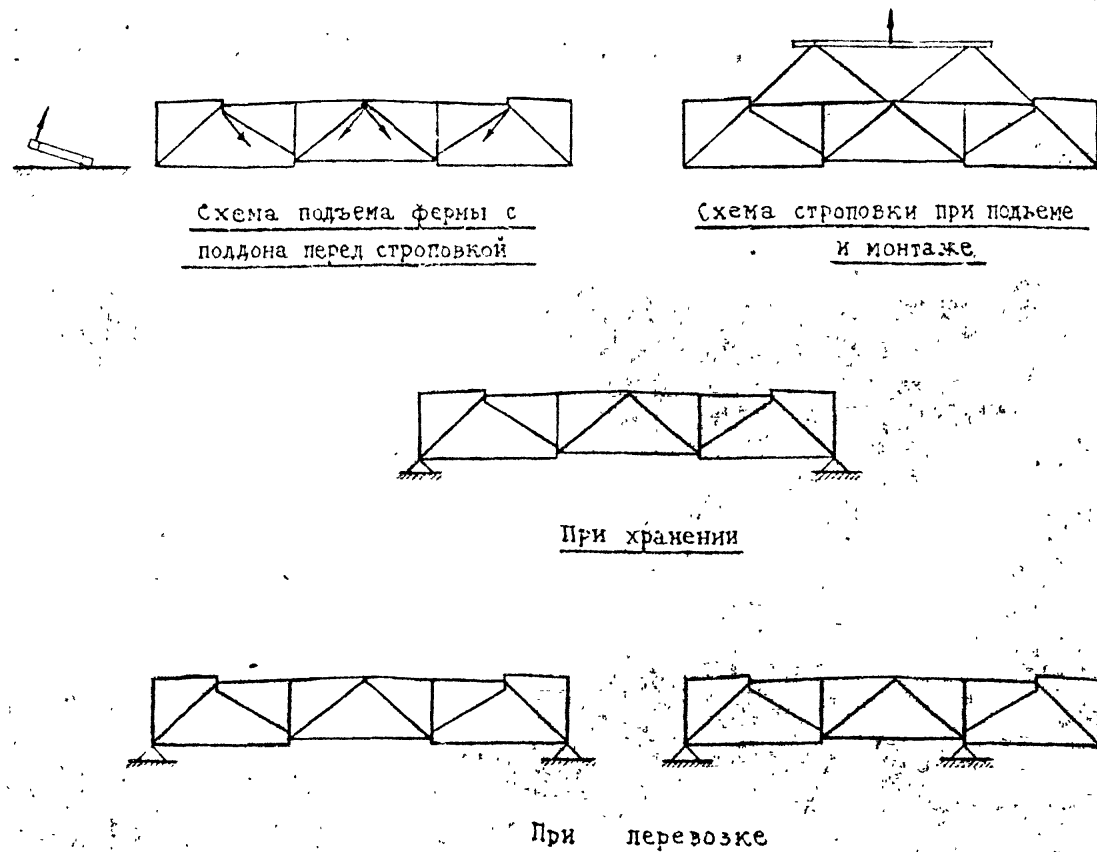 Схема подъема фермы с
поддона перед строповкой
Схема строповки при подъеме
и монтаже
При хранении
При перевозке